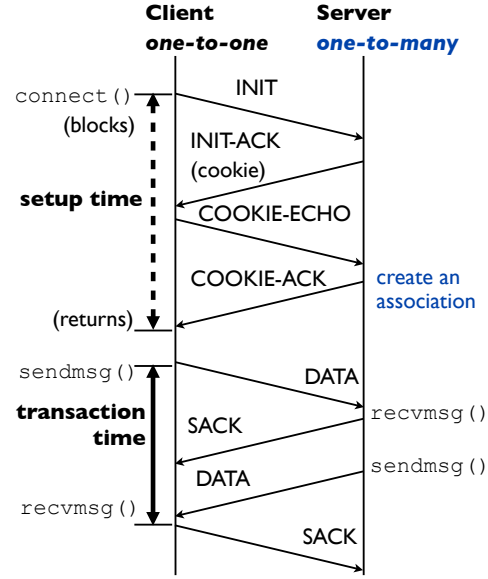 Client Server
one-to-one one-to-many
INIT
connect()
(blocks)
INIT-ACK
(cookie)
setup time
COOKIE-ECHO
COOKIE-ACK
create an
association
(returns)
sendmsg()
DATA
transaction
time
recvmsg()
SACK
sendmsg()
DATA
recvmsg()
SACK